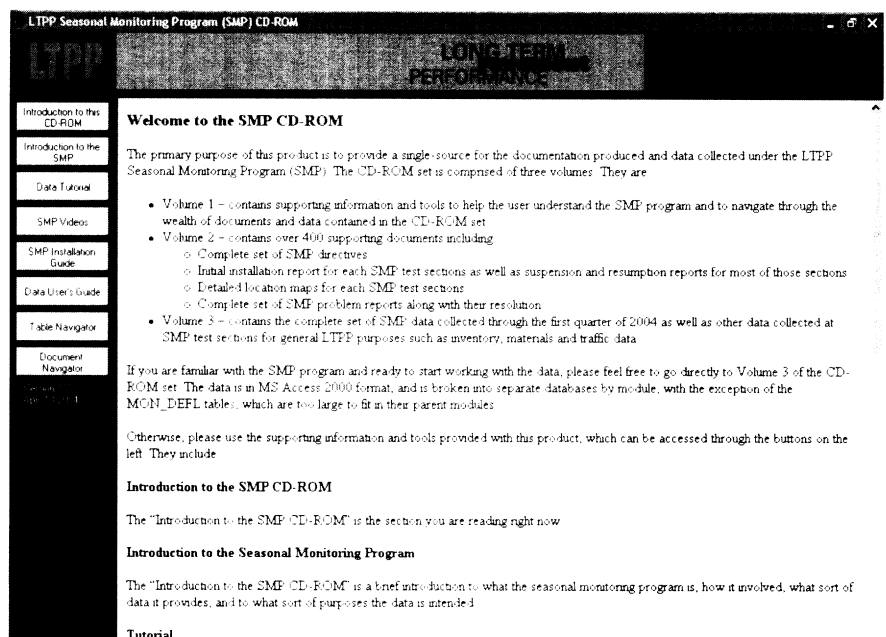 LTPP Seasonal Monitoring Program (SMP) CD-ROM
LTPP
LONG TERM
PERFORMANCE
Introduction to this
CD-ROM
Introduction to the
SMP
Data Tutorial
SMP Videos
SMP Installation
Guide
Data User's Guide
Table Navigator
Document
Navigator
Welcome to the SMP CD-ROM
The primary purpose of this product is to provide a single-source for the documentation produced and data collected under the LTPP
Seasonal Monitoring Program (SMP) The CD-ROM set is comprised of three volumes They are
• Volume 1 – contains supporting information and tools to help the user understand the SMP program and to navigate through the
wealth of documents and data contained in the CD-ROM set
• Volume 2 – contains over 400 supporting documents including
○ Complete set of SMP directives
○ Initial installation report for each SMP test sections as well as suspension and resumption reports for most of those sections
○ Detailed location maps for each SMP test sections
○ Complete set of SMP problem reports along with their resolution
• Volume 3 – contains the complete set of SMP data collected through the first quarter of 2004 as well as other data collected at
SMP test sections for general LTPP purposes such as inventory, materials and traffic data
If you are familiar with the SMP program and ready to start working with the data, please feel free to go directly to Volume 3 of the CD-
ROM set The data is in MS Access 2000 format, and is broken into separate databases by module, with the exception of the
MON_DEFL tables, which are too large to fit in their parent modules
Otherwise, please use the supporting information and tools provided with this product, which can be accessed through the buttons on the
left They include
Introduction to the SMP CD-ROM
The "Introduction to the SMP CD-ROM" is the section you are reading right now
Introduction to the Seasonal Monitoring Program
The "Introduction to the SMP CD-ROM" is a brief introduction to what the seasonal monitoring program is, how it involved, what sort of
data it provides, and to what sort of purposes the data is intended
Tutorial